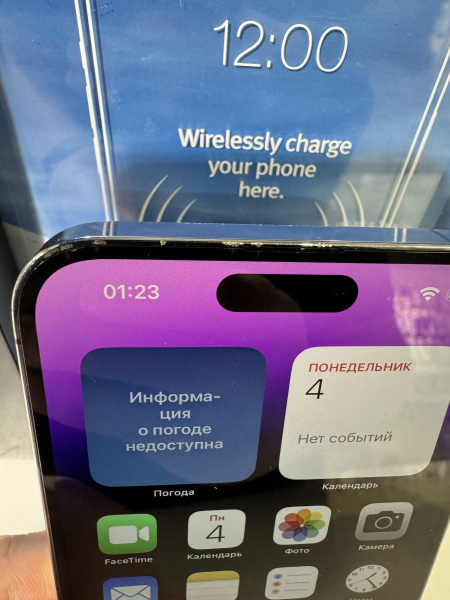 12:00
Wirelessly charge
your phone
here.
01:23
Информа-
ция
о погоде
недоступна
Погода
ПОНЕДЕЛЬНИК
4
Нет событий
Календарь
FaceTime
Пн
4
Календарь
Фото
Камера